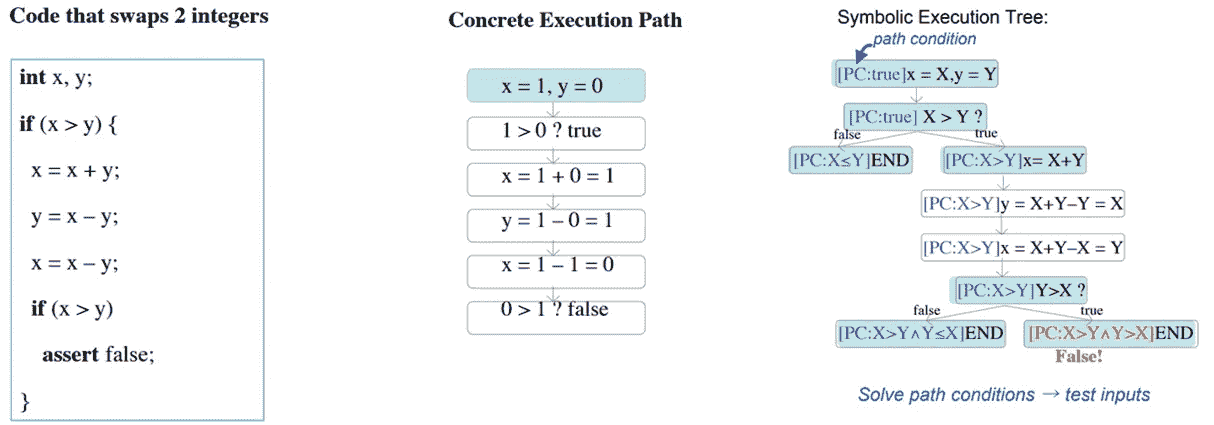 Code that swaps 2 integers
int x, y;
if (x > y) {
x = x + y;
y = x – y;
x = x – y;
if (x > y)
assert false;
}
Concrete Execution Path
x = 1, y = 0
1 > 0 ? true
x = 1 + 0 = 1
y = 1 – 0 = 1
x = 1 – 1 = 0
0 > 1 ? false
Symbolic Execution Tree:
path condition
[PC:true]x = X,y = Y
[PC:true] X > Y ?
false
true
[PC:X≤Y]END
[PC:X>Y]x= X+Y
[PC:X>Y]y = X+Y–Y = X
[PC:X>Y]x = X+Y–X = Y
[PC:X>Y]Y>X ?
false
true
[PC:X>Y∧Y≤X]END
[PC:X>Y∧Y>X]END
False!
Solve path conditions → test inputs